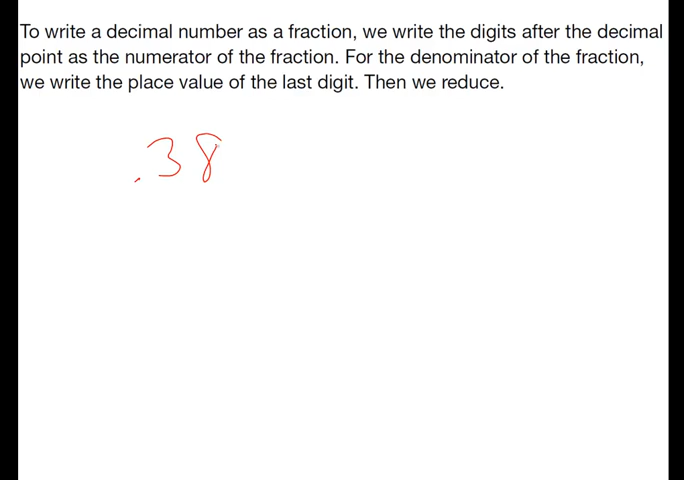 To write a decimal number as a fraction, we write the digits after the decimal
point as the numerator of the fraction. For the denominator of the fraction,
we write the place value of the last digit. Then we reduce.
.38